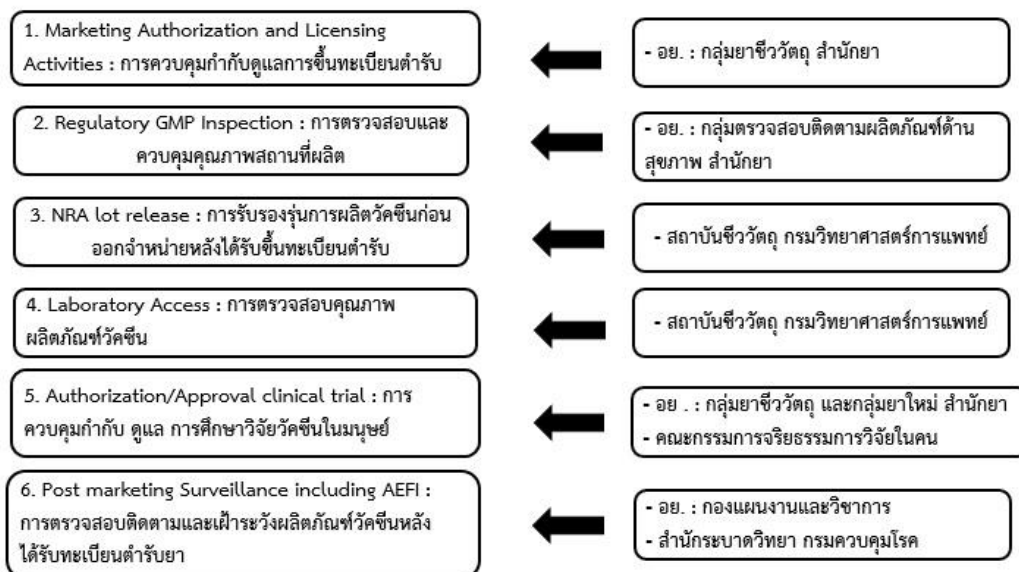 1. Marketing Authorization and Licensing
Activities : การควบคุมกำกับดูแลการขึ้นทะเบียนตำรับ
- อย. : กลุ่มยาชีววัตถุ สำนักยา
2. Regulatory GMP Inspection : การตรวจสอบและ
ควบคุมคุณภาพสถานที่ผลิต
- อย. : กลุ่มตรวจสอบติดตามผลิตภัณฑ์ด้าน
สุขภาพ สำนักยา
3. NRA lot release : การรับรองรุ่นการผลิตวัคซีนก่อน
ออกจำหน่ายหลังได้รับขึ้นทะเบียนตำรับ
- สถาบันชีววัตถุ กรมวิทยาศาสตร์การแพทย์
4. Laboratory Access : การตรวจสอบคุณภาพ
ผลิตภัณฑ์วัคซีน
- สถาบันชีววัตถุ กรมวิทยาศาสตร์การแพทย์
5. Authorization/Approval clinical trial : การ
ควบคุมกำกับ ดูแล การศึกษาวิจัยวัคซีนในมนุษย์
- อย . : กลุ่มยาชีววัตถุ และกลุ่มยาใหม่ สำนักยา
- คณะกรรมการจริยธรรมการวิจัยในคน
6. Post marketing Surveillance including AEFI :
การตรวจสอบติดตามและเฝ้าระวังผลิตภัณฑ์วัคซีนหลัง
ได้รับทะเบียนตำรับยา
- อย. : กองแผนงานและวิชาการ
- สำนักระบาดวิทยา กรมควบคุมโรค